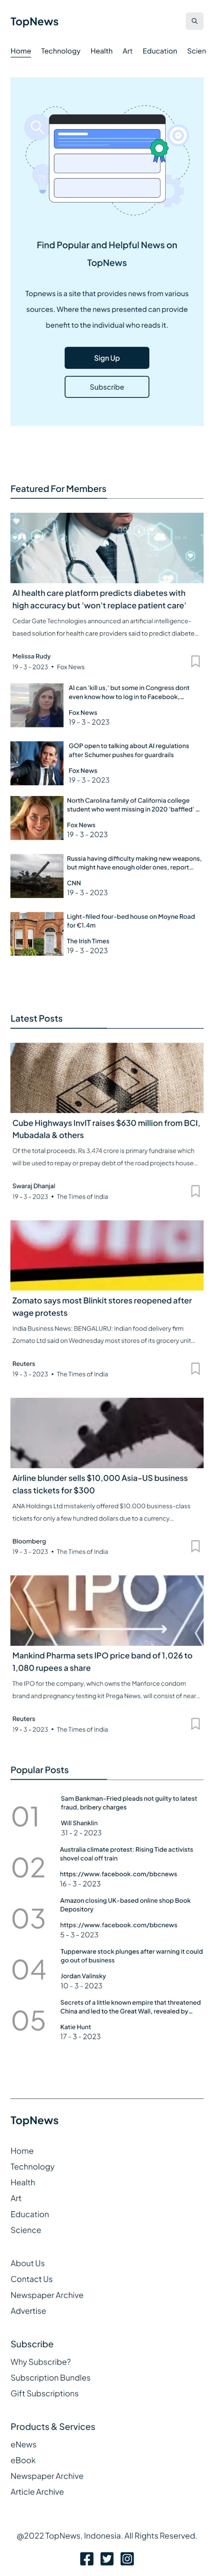 TopNews
Home Technology Health Art Education Scien
Find Popular and Helpful News on
TopNews
Topnews is a site that provides news from various
sources. Where the news presented can provide
benefit to the individual who reads it.
Sign Up
Subscribe
Featured For Members
AI health care platform predicts diabetes with
high accuracy but 'won't replace patient care'
Cedar Gate Technologies announced an artificial intelligence-
based solution for health care providers said to predict diabete...
Melissa Rudy
19 - 3 - 2023 • Fox News
AI can 'kill us,' but some in Congress dont
even know how to log in to Facebook,...
Fox News
19 - 3 - 2023
GOP open to talking about AI regulations
after Schumer pushes for guardrails
Fox News
19 - 3 - 2023
North Carolina family of California college
student who went missing in 2020 'baffled' ...
Fox News
19 - 3 - 2023
Russia having difficulty making new weapons,
but might have enough older ones, report...
CNN
19 - 3 - 2023
Light-filled four-bed house on Moyne Road
for €1.4m
The Irish Times
19 - 3 - 2023
Latest Posts
Cube Highways InvIT raises $630 million from BCI,
Mubadala & others
Of the total proceeds, Rs 3,474 crore is primary fundraise which
will be used to repay or prepay debt of the road projects house...
Swaraj Dhanjal
19 - 3 - 2023 • The Times of India
Zomato says most Blinkit stores reopened after
wage protests
India Business News: BENGALURU: Indian food delivery firm
Zomato Ltd said on Wednesday most stores of its grocery unit...
Reuters
19 - 3 - 2023 • The Times of India
Airline blunder sells $10,000 Asia-US business
class tickets for $300
ANA Holdings Ltd mistakenly offered $10,000 business-class
tickets for only a few hundred dollars due to a currency...
Bloomberg
19 - 3 - 2023 • The Times of India
IPO
Mankind Pharma sets IPO price band of 1,026 to
1,080 rupees a share
The IPO for the company, which owns the Manforce condom
brand and pregnancy testing kit Prega News, will consist of near...
Reuters
19 - 3 - 2023 • The Times of India
Popular Posts
01
Sam Bankman-Fried pleads not guilty to latest
fraud, bribery charges
Will Shanklin
31 - 2 - 2023
02
Australia climate protest: Rising Tide activists
shovel coal off train
https://www.facebook.com/bbcnews
16 - 3 - 2023
03
Amazon closing UK-based online shop Book
Depository
https://www.facebook.com/bbcnews
5 - 3 - 2023
04
Tupperware stock plunges after warning it could
go out of business
Jordan Valinsky
10 - 3 - 2023
05
Secrets of a little known empire that threatened
China and led to the Great Wall, revealed by...
Katie Hunt
17 - 3 - 2023
TopNews
Home
Technology
Health
Art
Education
Science
About Us
Contact Us
Newspaper Archive
Advertise
Subscribe
Why Subscribe?
Subscription Bundles
Gift Subscriptions
Products & Services
eNews
eBook
Newspaper Archive
Article Archive
@2022 TopNews, Indonesia. All Rights Reserved.